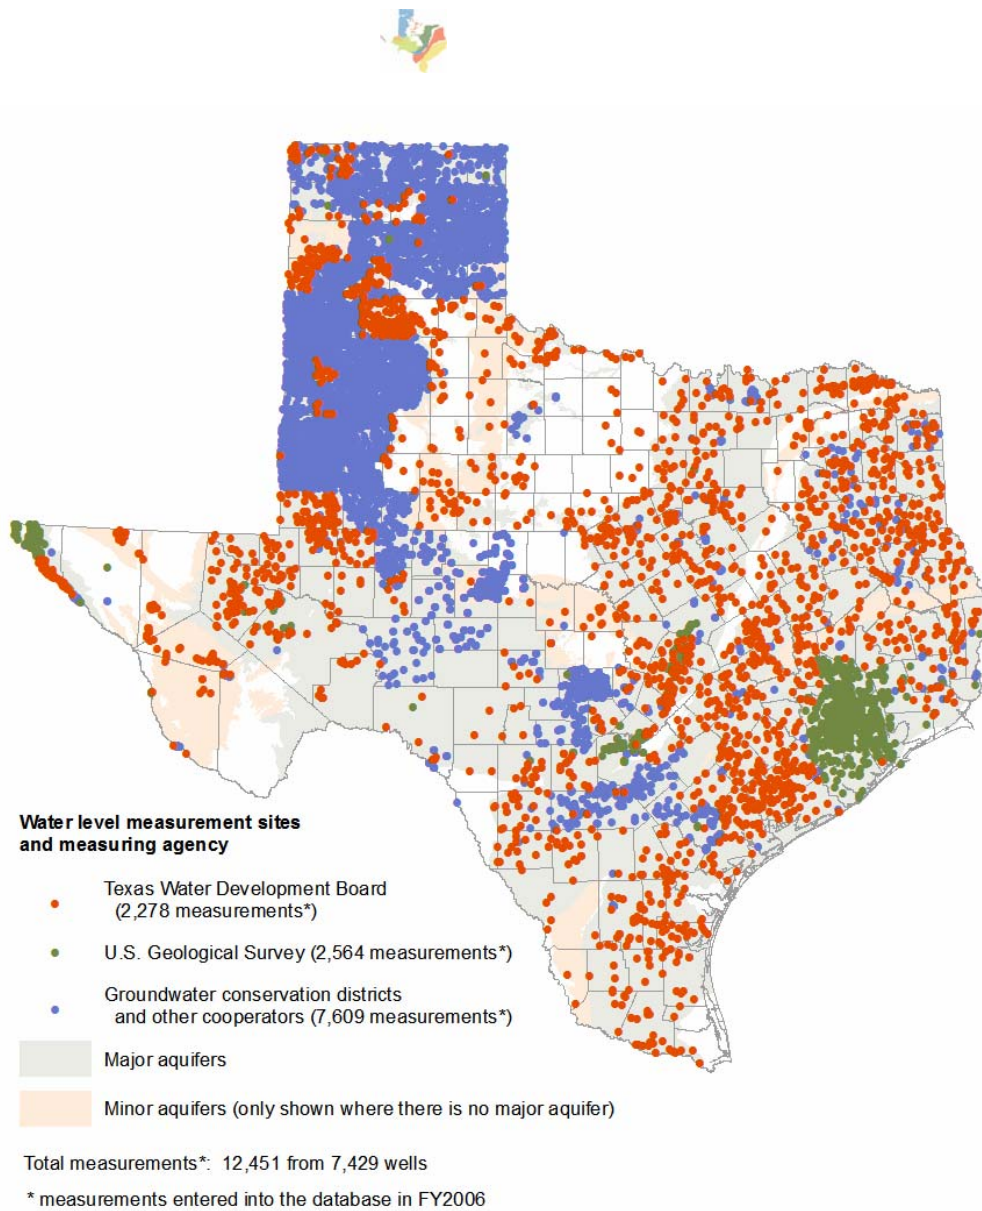 Water level measurement sites
and measuring agency
Texas Water Development Board
(2,278 measurements*)
U.S. Geological Survey (2,564 measurements*)
Groundwater conservation districts
and other cooperators (7,609 measurements*)
Major aquifers
Minor aquifers (only shown where there is no major aquifer)
Total measurements*: 12,451 from 7,429 wells
* measurements entered into the database in FY2006